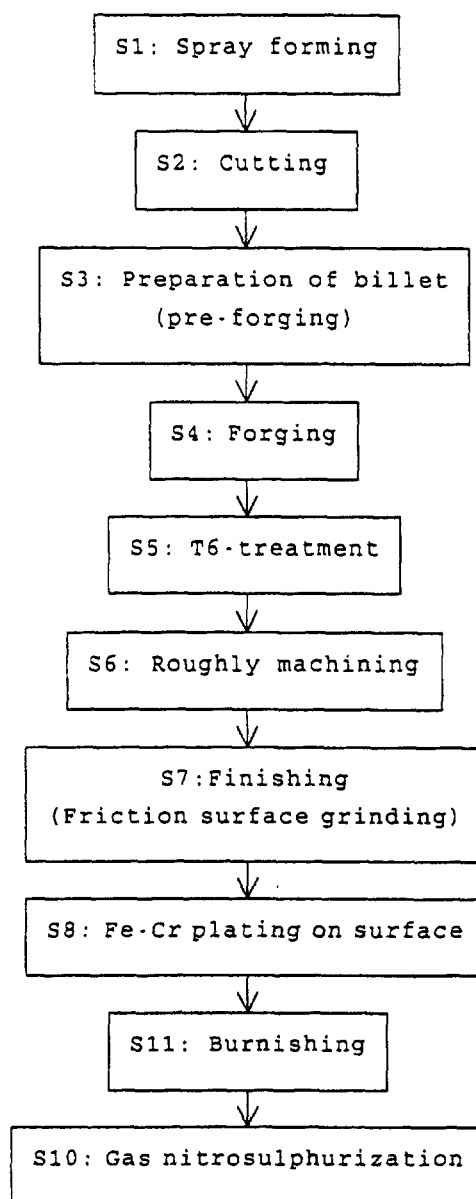 S1: Spray forming
S2: Cutting
S3: Preparation of billet
(pre-forging)
S4: Forging
S5: T6-treatment
S6: Roughly machining
S7:Finishing
(Friction surface grinding)
S8: Fe-Cr plating on surface
S11: Burnishing
S10: Gas nitrosulphurization